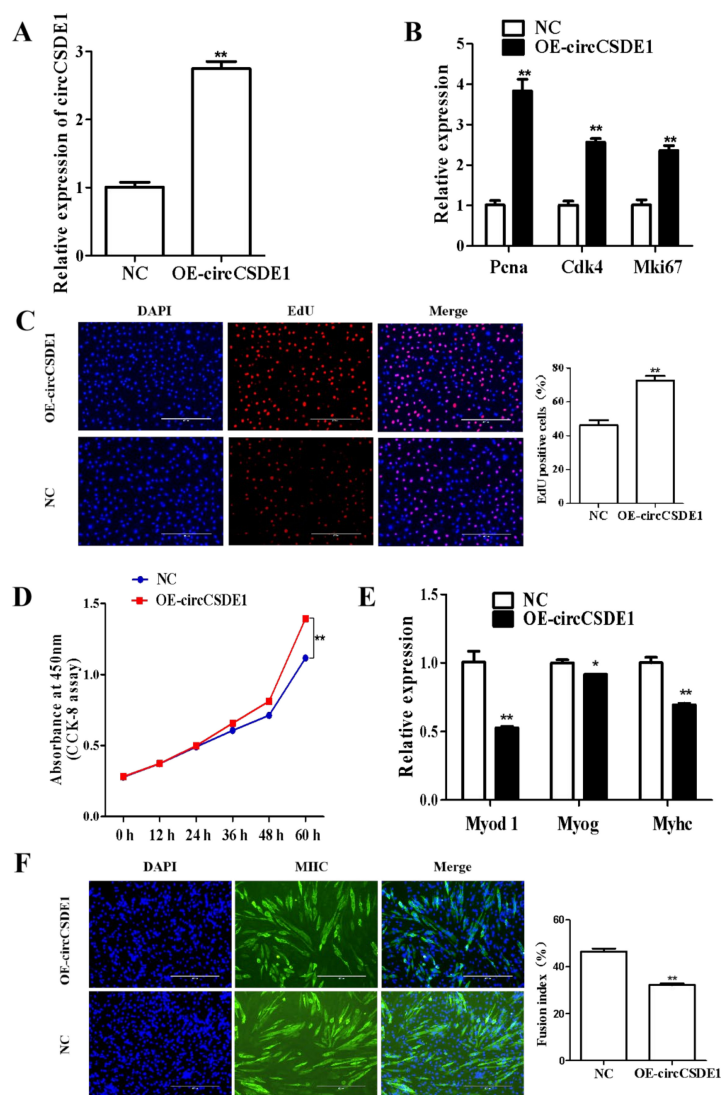 A
Relative expression of circCSDE1
3
2
1
0
**
NC
OE-circCSDE1
B
NC
OE-circCSDE1
Relative expression
5
4
3
2
1
0
**
**
**
Pcna
Cdk4
Mki67
C
DAPI
EdU
Merge
OE-circCSDE1
NC
EdU positive cells (%)
80
60
40
20
0
**
NC
OE-circCSDE1
D
NC
OE-circCSDE1
Absorbance at 450nm
(CCK-8 assay)
1.5
1.0
0.5
0.0
**
0 h
12 h
24 h
36 h
48 h
60 h
E
NC
OE-circCSDE1
Relative expression
1.5
1.0
0.5
0.0
**
*
**
Myod 1
Myog
Myhc
F
DAPI
MHC
Merge
OE-circCSDE1
NC
Fusion index (%)
60
40
20
0
**
NC
OE-circCSDE1